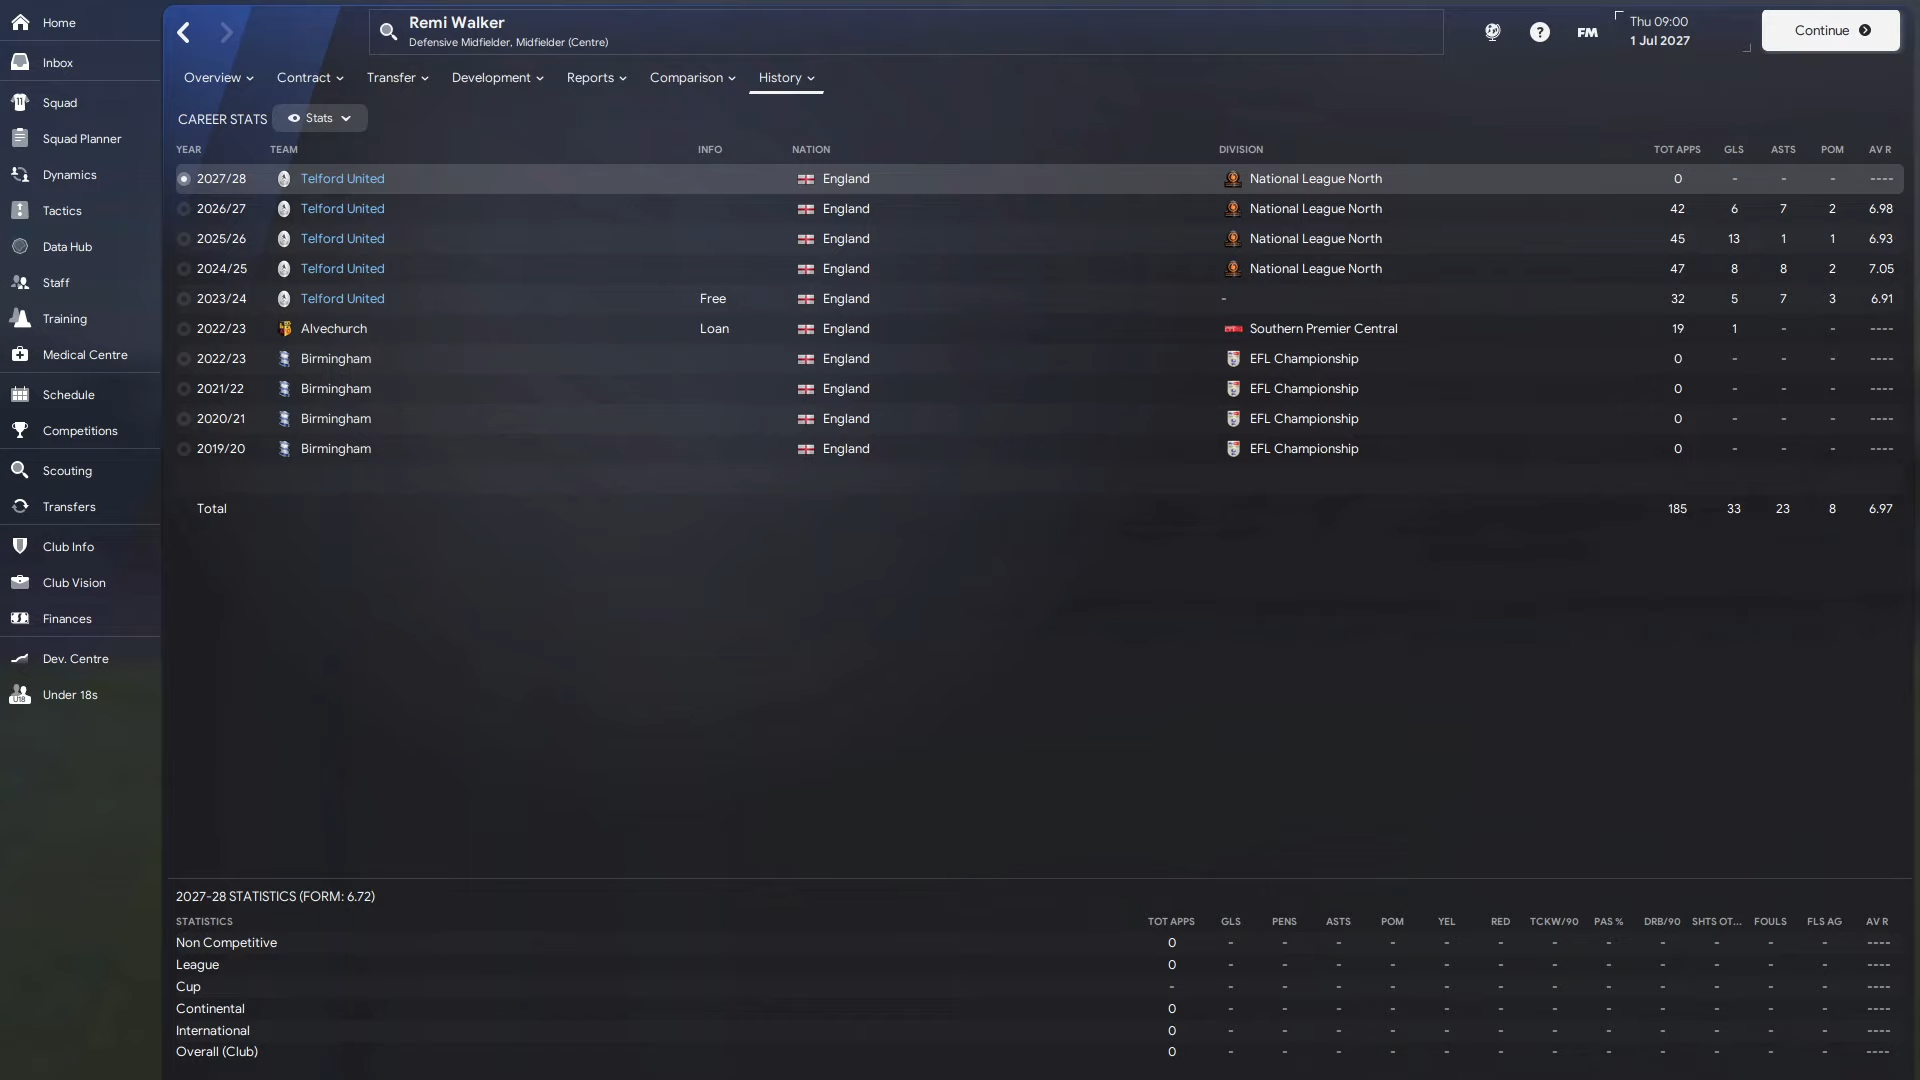 Home
Inbox
Squad
Squad Planner
Dynamics
Tactics
Data Hub
Staff
Training
Medical Centre
Schedule
Competitions
Scouting
Transfers
Club Info
Club Vision
Finances
Dev. Centre
Under 18s
Remi Walker
Defensive Midfielder, Midfielder (Centre)
FM
Thu 09:00
1 Jul 2027
Continue
Overview Contract Transfer Development Reports Comparison History
CAREER STATS Stats
YEAR TEAM INFO NATION DIVISION TOT APPS GLS ASTS POM AV R
2027/28 Telford United England National League North 0 - - - ----
2026/27 Telford United England National League North 42 6 7 2 6.98
2025/26 Telford United England National League North 45 13 1 1 6.93
2024/25 Telford United England National League North 47 8 8 2 7.05
2023/24 Telford United Free England - 32 5 7 3 6.91
2022/23 Alvechurch Loan England Southern Premier Central 19 1 - - ----
2022/23 Birmingham England EFL Championship 0 - - - ----
2021/22 Birmingham England EFL Championship 0 - - - ----
2020/21 Birmingham England EFL Championship 0 - - - ----
2019/20 Birmingham England EFL Championship 0 - - - ----
Total 185 33 23 8 6.97
2027-28 STATISTICS (FORM: 6.72)
STATISTICS TOT APPS GLS PENS ASTS POM YEL RED TCKW/90 PAS % DRB/90 SHTS OT... FOULS FLS AG AV R
Non Competitive 0 - - - - - - - - - - - - ----
League 0 - - - - - - - - - - - - ----
Cup - - - - - - - - - - - - - ----
Continental 0 - - - - - - - - - - - - ----
International 0 - - - - - - - - - - - - ----
Overall (Club) 0 - - - - - - - - - - - - ----